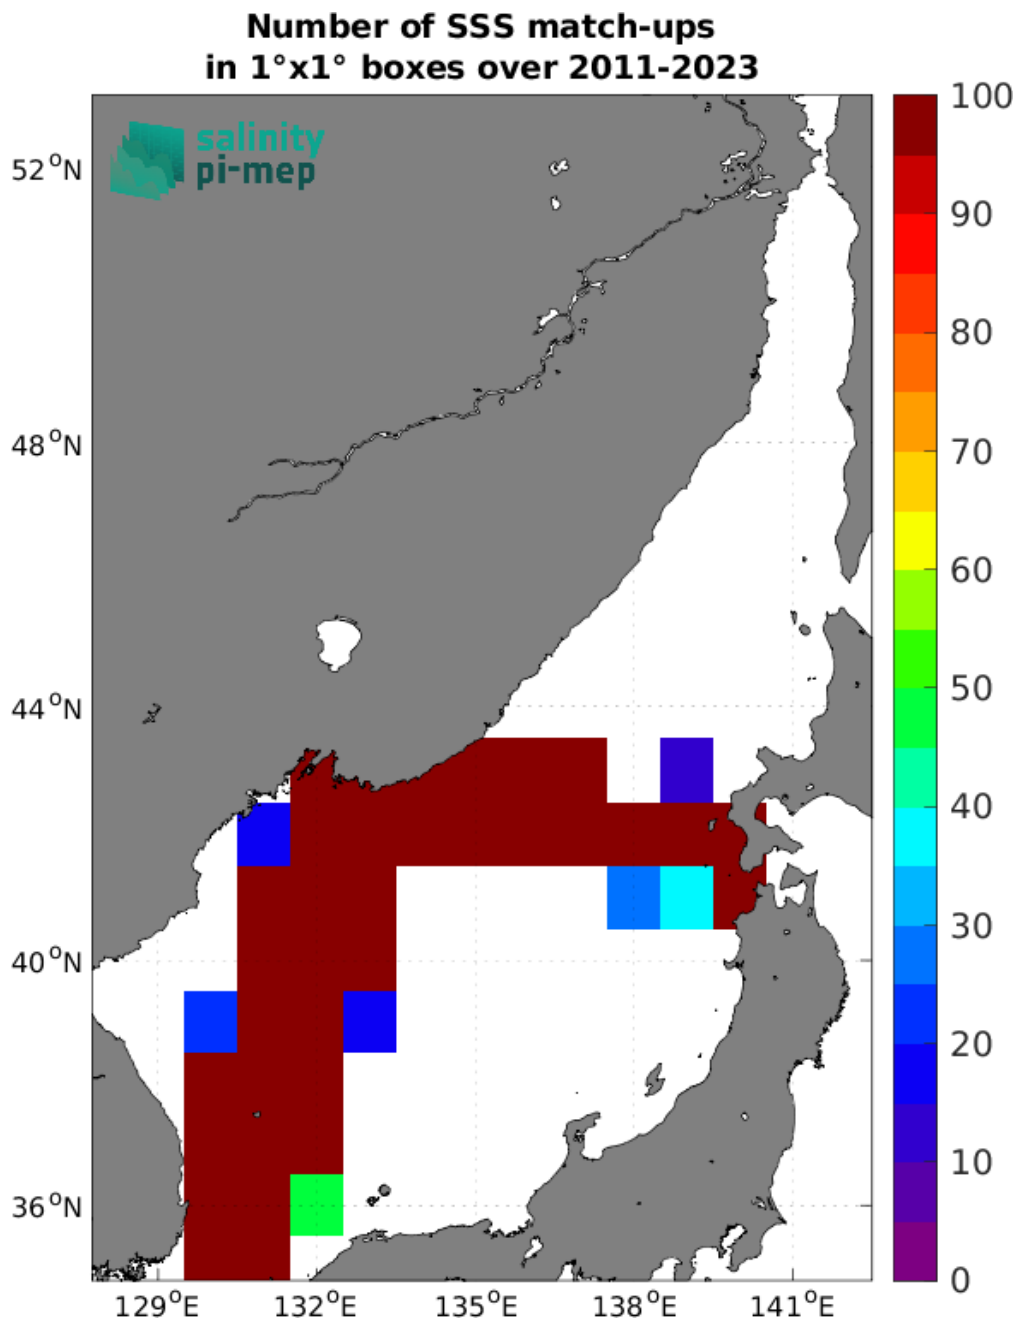 Number of SSS match-ups
in 1°x1° boxes over 2011-2023
salinity
pi-mep
52°N
48°N
44°N
40°N
36°N
129°E 132°E 135°E 138°E 141°E
100
90
80
70
60
50
40
30
20
10
0